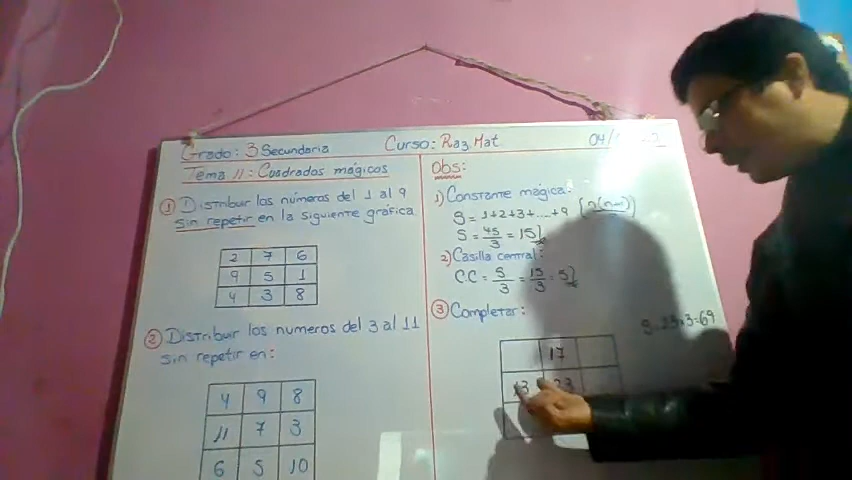 Grado: 3 Secundaria
Curso: Raz. Mat
04/
Tema 11: Cuadrados mágicos
① Distribuir los números del 1 al 9
sin repetir en la siguiente gráfica
2 7 6
9 5 1
4 3 8
② Distribuir los numeros del 3 al 11
sin repetir en:
4 9 8
11 7 3
6 5 10
Obs:
1) Constante mágica:
S = 1+2+3+....+9
S = 45/3 = 15
2) Casilla central:
C.C = S/3 = 15/3 = 5
③ Completar:
S = 23 x 3 = 69
17
13 23